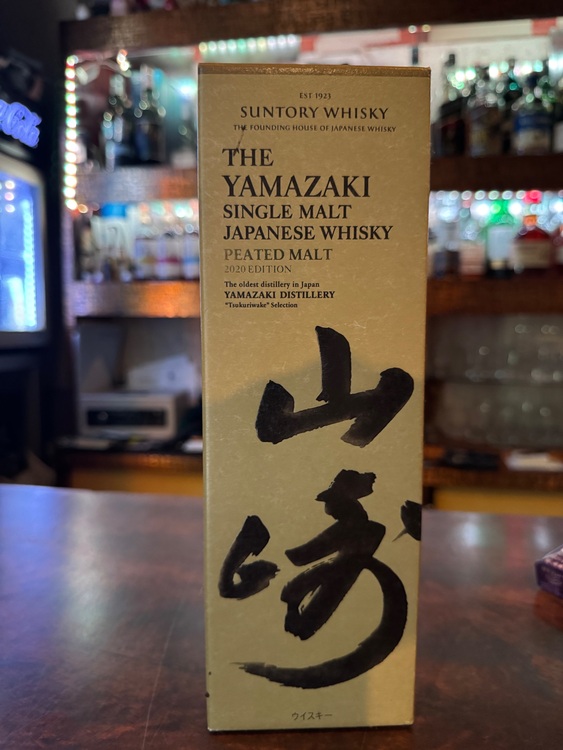 EST 1923
SUNTORY WHISKY
THE FOUNDING HOUSE OF JAPANESE WHISKY
THE
YAMAZAKI
SINGLE MALT
JAPANESE WHISKY
PEATED MALT
2020 EDITION
The oldest distillery in Japan
YAMAZAKI DISTILLERY
"Tsukuriwake" Selection
山
崎
ウイスキー